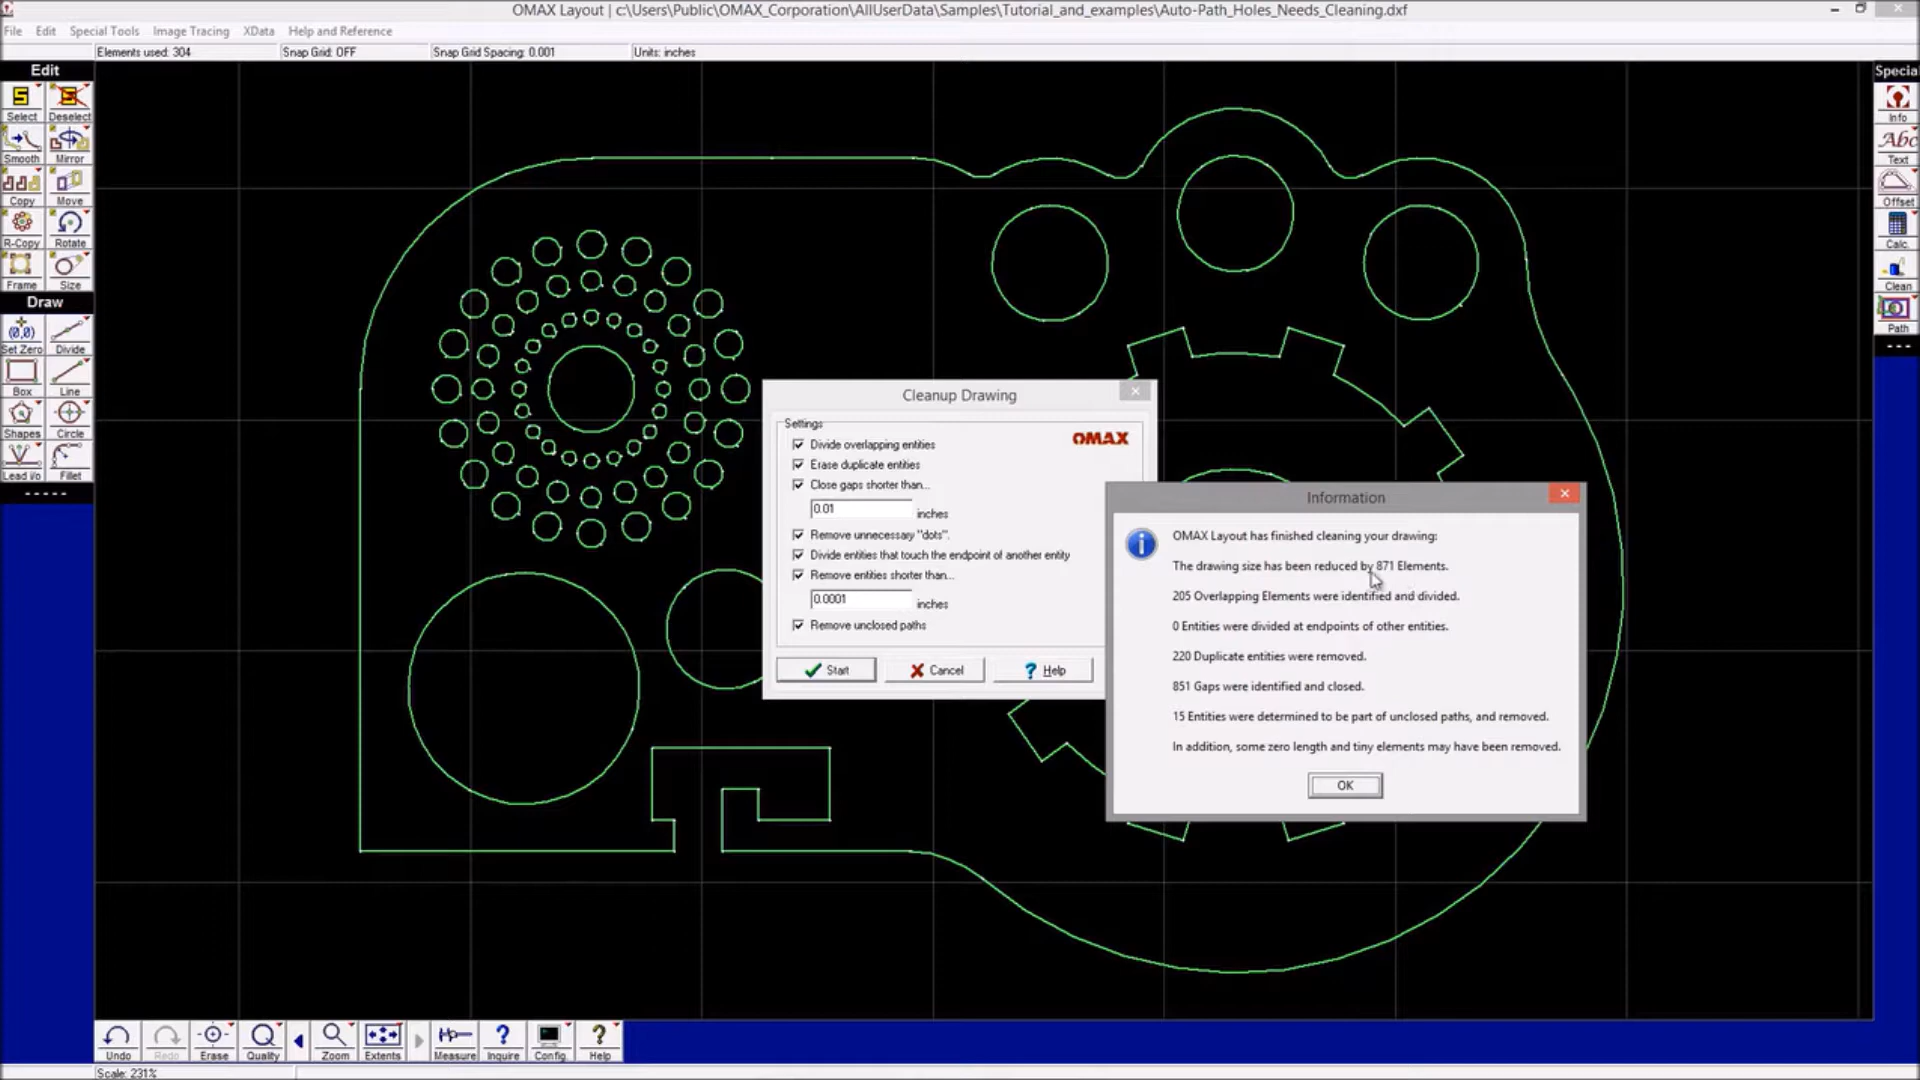 OMAX Layout | c:\Users\Public\OMAX_Corporation\AllUserData\Samples\Tutorial_and_examples\Auto-Path_Holes_Needs_Cleaning.dxf
File Edit Special Tools Image Tracing XData Help and Reference
Elements used: 304 Snap Grid: OFF Snap Grid Spacing: 0.001 Units: inches
Edit
Select Deselect
Smooth Mirror
Copy Move
R-Copy Rotate
Frame Size
Draw
(0,0)
Set Zero Divide
Box Line
Shapes Circle
Lead i/o Fillet
Special
Info
Abc
Text
Offset
Calc.
Clean
Path
Cleanup Drawing
Settings
OMAX
Divide overlapping entities
Erase duplicate entities
Close gaps shorter than...
0.01 inches
Remove unnecessary "dots".
Divide entities that touch the endpoint of another entity
Remove entities shorter than...
0.0001 inches
Remove unclosed paths
Start Cancel Help
Information
OMAX Layout has finished cleaning your drawing:
The drawing size has been reduced by 871 Elements.
205 Overlapping Elements were identified and divided.
0 Entities were divided at endpoints of other entities.
220 Duplicate entities were removed.
851 Gaps were identified and closed.
15 Entities were determined to be part of unclosed paths, and removed.
In addition, some zero length and tiny elements may have been removed.
OK
Undo Redo Erase Quality Zoom Extents Measure Inquire Config. Help
Scale: 231%